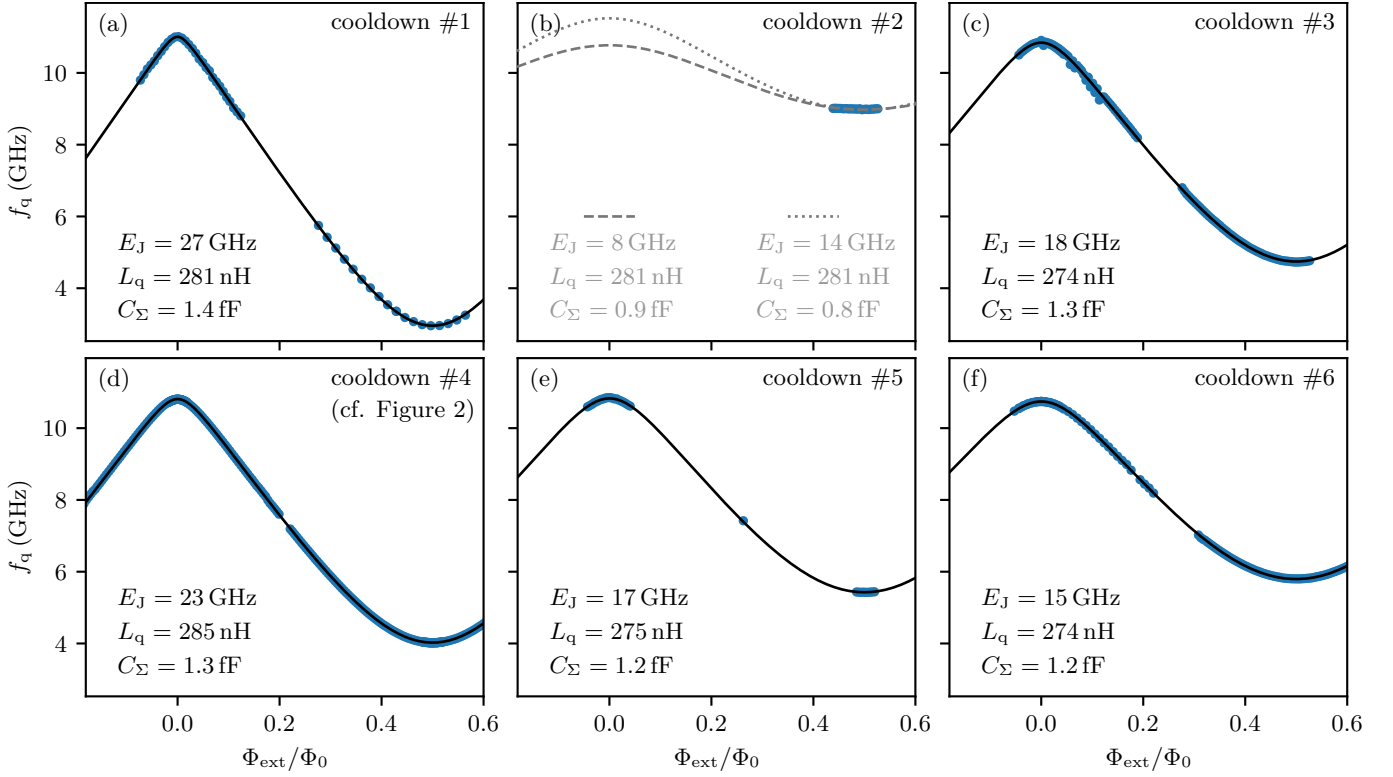 (a) cooldown #1
10
8
6
4
f_q (GHz)
E_J = 27 GHz
L_q = 281 nH
C_Σ = 1.4 fF
(b) cooldown #2
E_J = 8 GHz
L_q = 281 nH
C_Σ = 0.9 fF
E_J = 14 GHz
L_q = 281 nH
C_Σ = 0.8 fF
(c) cooldown #3
E_J = 18 GHz
L_q = 274 nH
C_Σ = 1.3 fF
(d) cooldown #4
(cf. Figure 2)
10
8
6
4
f_q (GHz)
E_J = 23 GHz
L_q = 285 nH
C_Σ = 1.3 fF
0.0 0.2 0.4 0.6
Φ_ext/Φ_0
(e) cooldown #5
E_J = 17 GHz
L_q = 275 nH
C_Σ = 1.2 fF
0.0 0.2 0.4 0.6
Φ_ext/Φ_0
(f) cooldown #6
E_J = 15 GHz
L_q = 274 nH
C_Σ = 1.2 fF
0.0 0.2 0.4 0.6
Φ_ext/Φ_0